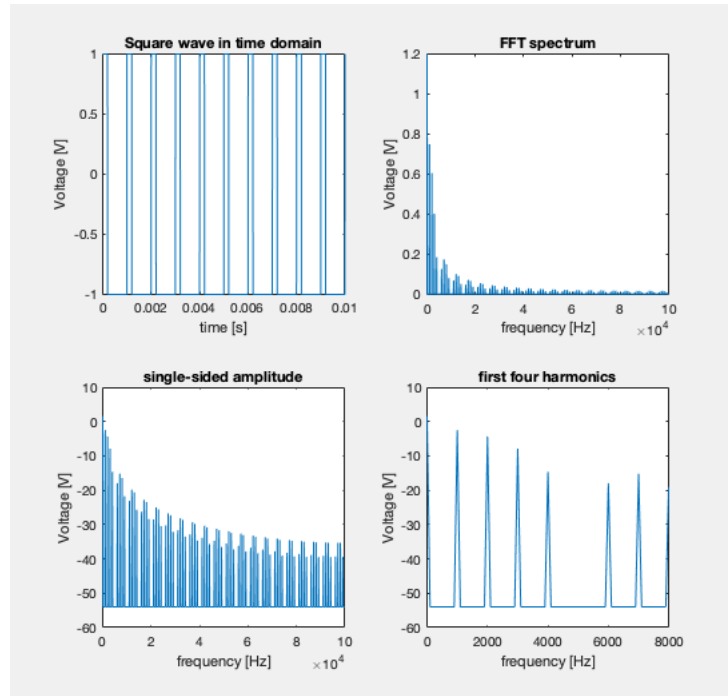 Square wave in time domain
1
0.5
0
-0.5
-1
Voltage [V]
0 0.002 0.004 0.006 0.008 0.01
time [s]
FFT spectrum
1.2
1
0.8
0.6
0.4
0.2
0
Voltage [V]
0 2 4 6 8 10
frequency [Hz]
×10⁴
single-sided amplitude
10
0
-10
-20
-30
-40
-50
-60
Voltage [V]
0 2 4 6 8 10
frequency [Hz]
×10⁴
first four harmonics
10
0
-10
-20
-30
-40
-50
-60
Voltage [V]
0 2000 4000 6000 8000
frequency [Hz]